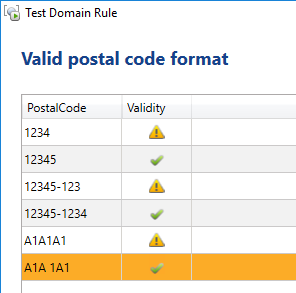 Test Domain Rule
Valid postal code format
PostalCode Validity
1234
12345
12345-123
12345-1234
A1A1A1
A1A 1A1